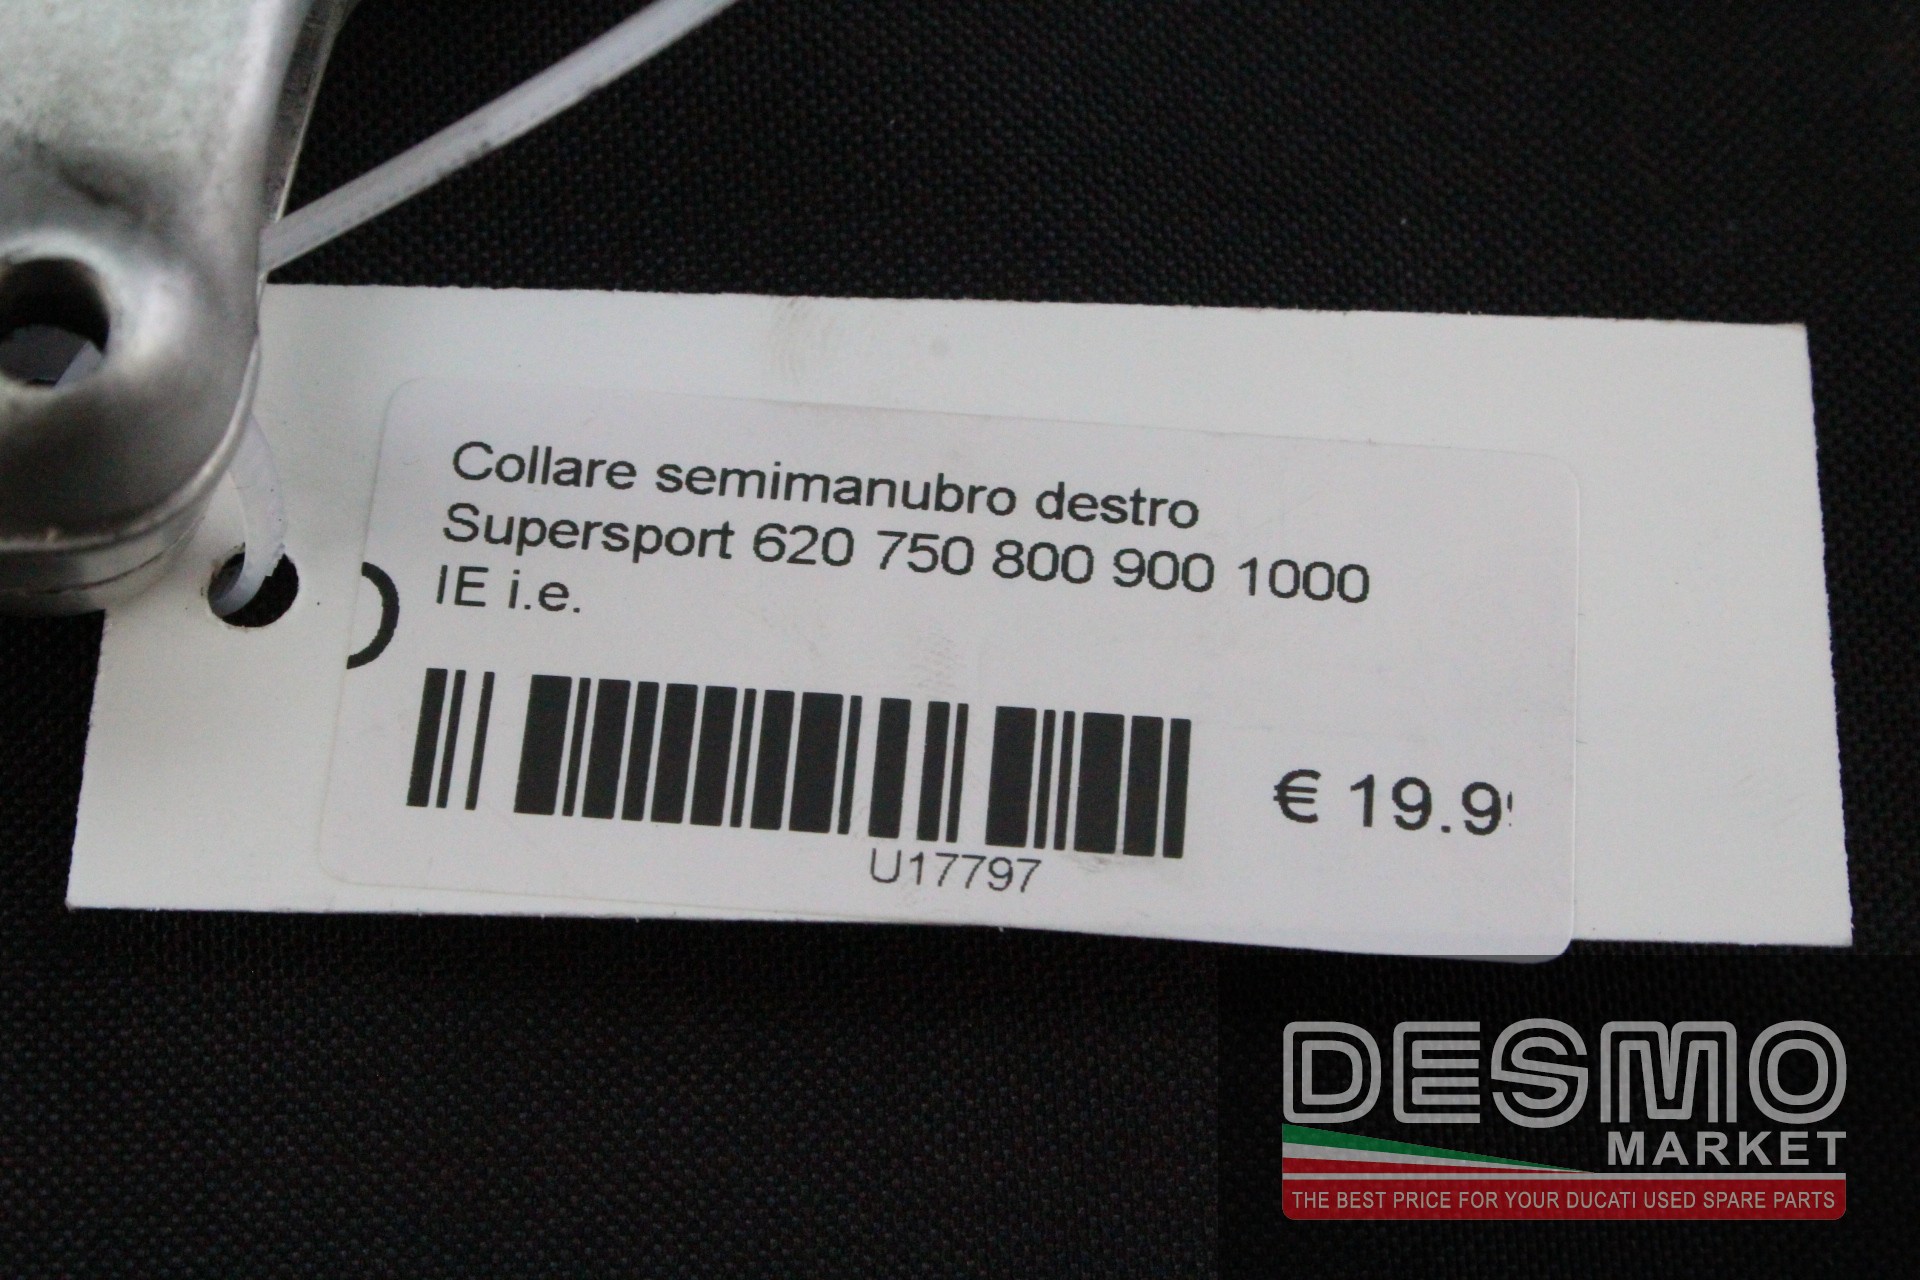 Collare semimanubro destro
Supersport 620 750 800 900 1000
IE i.e.
€ 19.9
U17797
DESMO
MARKET
THE BEST PRICE FOR YOUR DUCATI USED SPARE PARTS